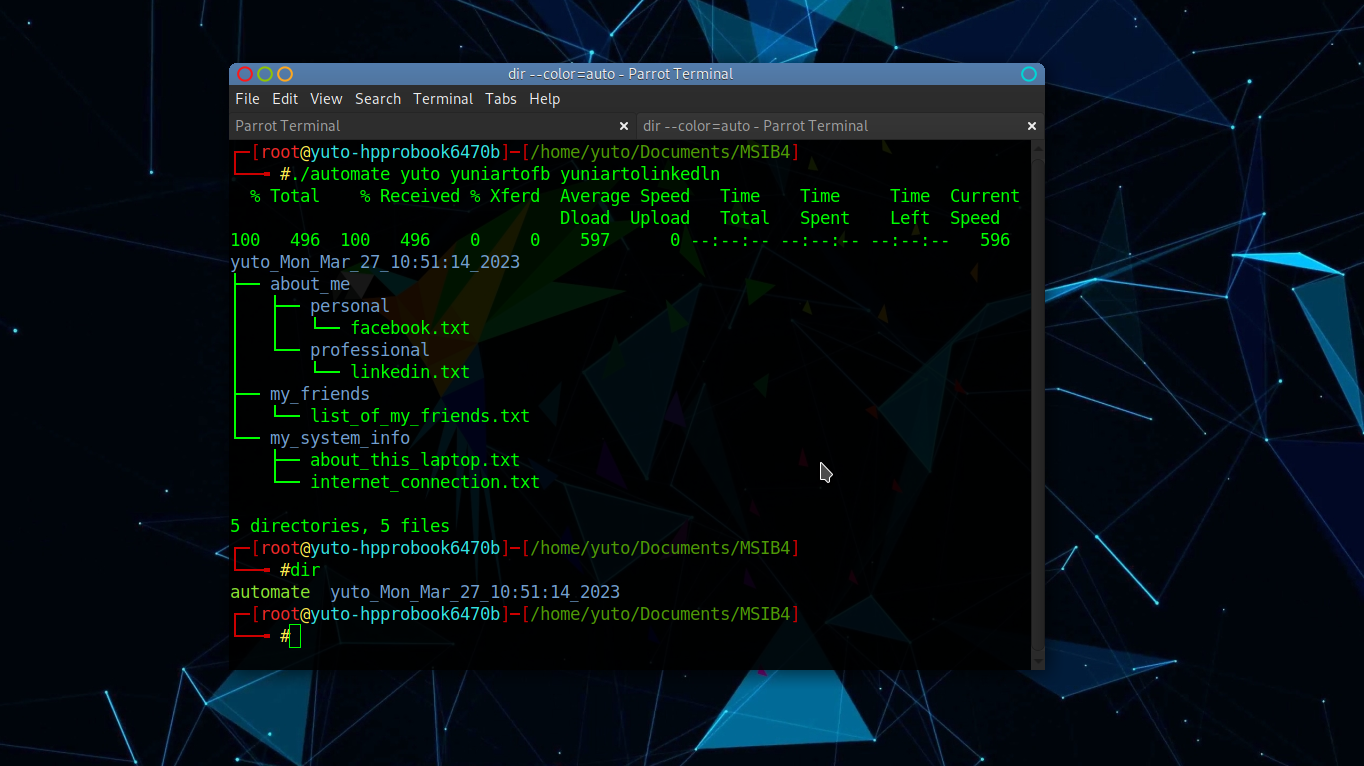 dir --color=auto - Parrot Terminal
File Edit View Search Terminal Tabs Help
Parrot Terminal × dir --color=auto - Parrot Terminal ×
┌─[root@yuto-hpprobook6470b]─[/home/yuto/Documents/MSIB4]
└──╼ #./automate yuto yuniartofb yuniartolinkedln
  % Total    % Received % Xferd  Average Speed   Time    Time     Time  Current
                                 Dload  Upload   Total   Spent    Left  Speed
100   496  100   496    0     0    597      0 --:--:-- --:--:-- --:--:--   596
yuto_Mon_Mar_27_10:51:14_2023
├── about_me
│   ├── personal
│   │   └── facebook.txt
│   └── professional
│       └── linkedin.txt
├── my_friends
│   └── list_of_my_friends.txt
└── my_system_info
    ├── about_this_laptop.txt
    └── internet_connection.txt
5 directories, 5 files
┌─[root@yuto-hpprobook6470b]─[/home/yuto/Documents/MSIB4]
└──╼ #dir
automate  yuto_Mon_Mar_27_10:51:14_2023
┌─[root@yuto-hpprobook6470b]─[/home/yuto/Documents/MSIB4]
└──╼ #